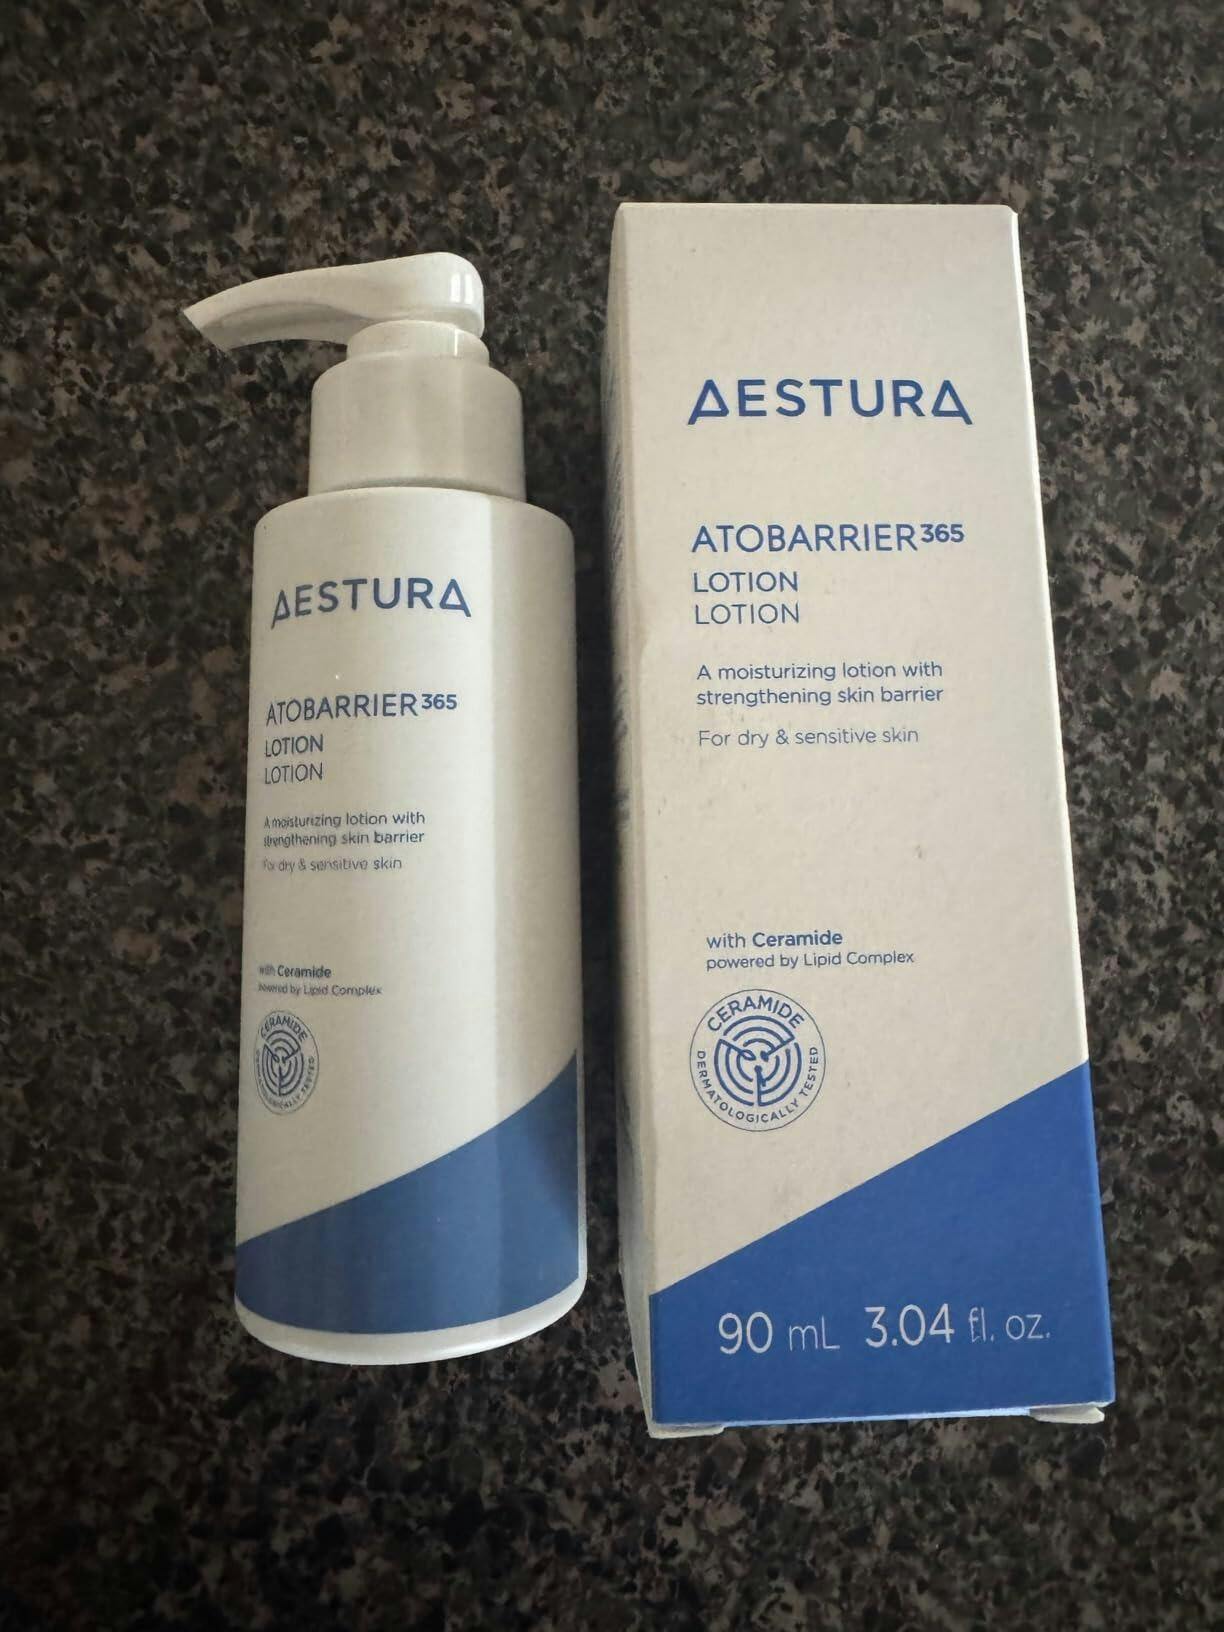 AESTURA
ATOBARRIER365
LOTION
LOTION
A moisturizing lotion with
strengthening skin barrier
For dry & sensitive skin
with Ceramide
powered by Lipid Complex
CERAMIDE
DERMATOLOGICALLY TESTED
AESTURA
ATOBARRIER365
LOTION
LOTION
A moisturizing lotion with
strengthening skin barrier
For dry & sensitive skin
with Ceramide
powered by Lipid Complex
CERAMIDE
DERMATOLOGICALLY TESTED
90 mL 3.04 fl. oz.